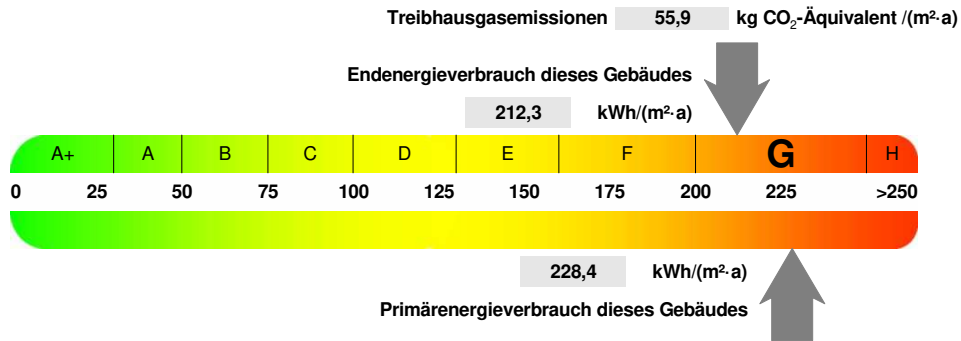 Treibhausgasemissionen 55,9 kg CO₂-Äquivalent /(m²·a)
Endenergieverbrauch dieses Gebäudes
212,3 kWh/(m²·a)
A+ A B C D E F G H
0 25 50 75 100 125 150 175 200 225 >250
228,4 kWh/(m²·a)
Primärenergieverbrauch dieses Gebäudes